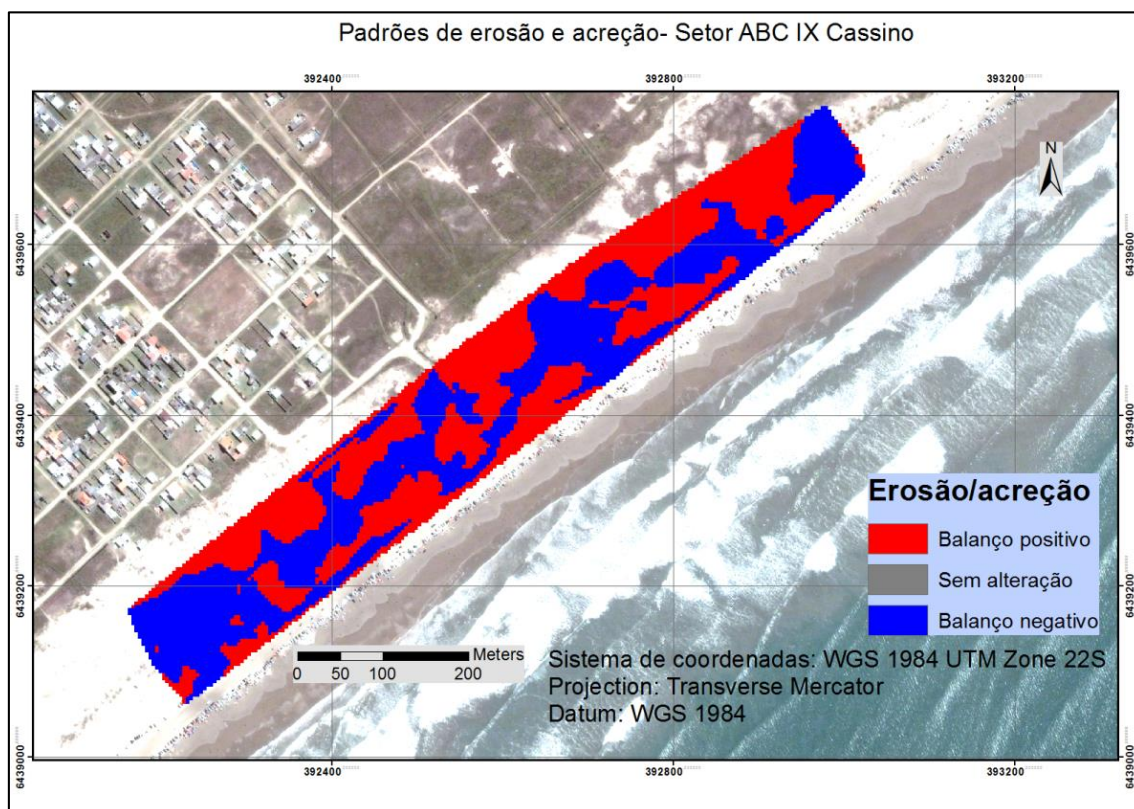 Padrões de erosão e acreção- Setor ABC IX Cassino
392400 392800 393200
N
6439600 6439600
6439400 6439400
Erosão/acreção
Balanço positivo
Sem alteração
6439200 6439200
Balanço negativo
Meters
0 50 100 200
Sistema de coordenadas: WGS 1984 UTM Zone 22S
Projection: Transverse Mercator
Datum: WGS 1984
6439000 6439000
392400 392800 393200